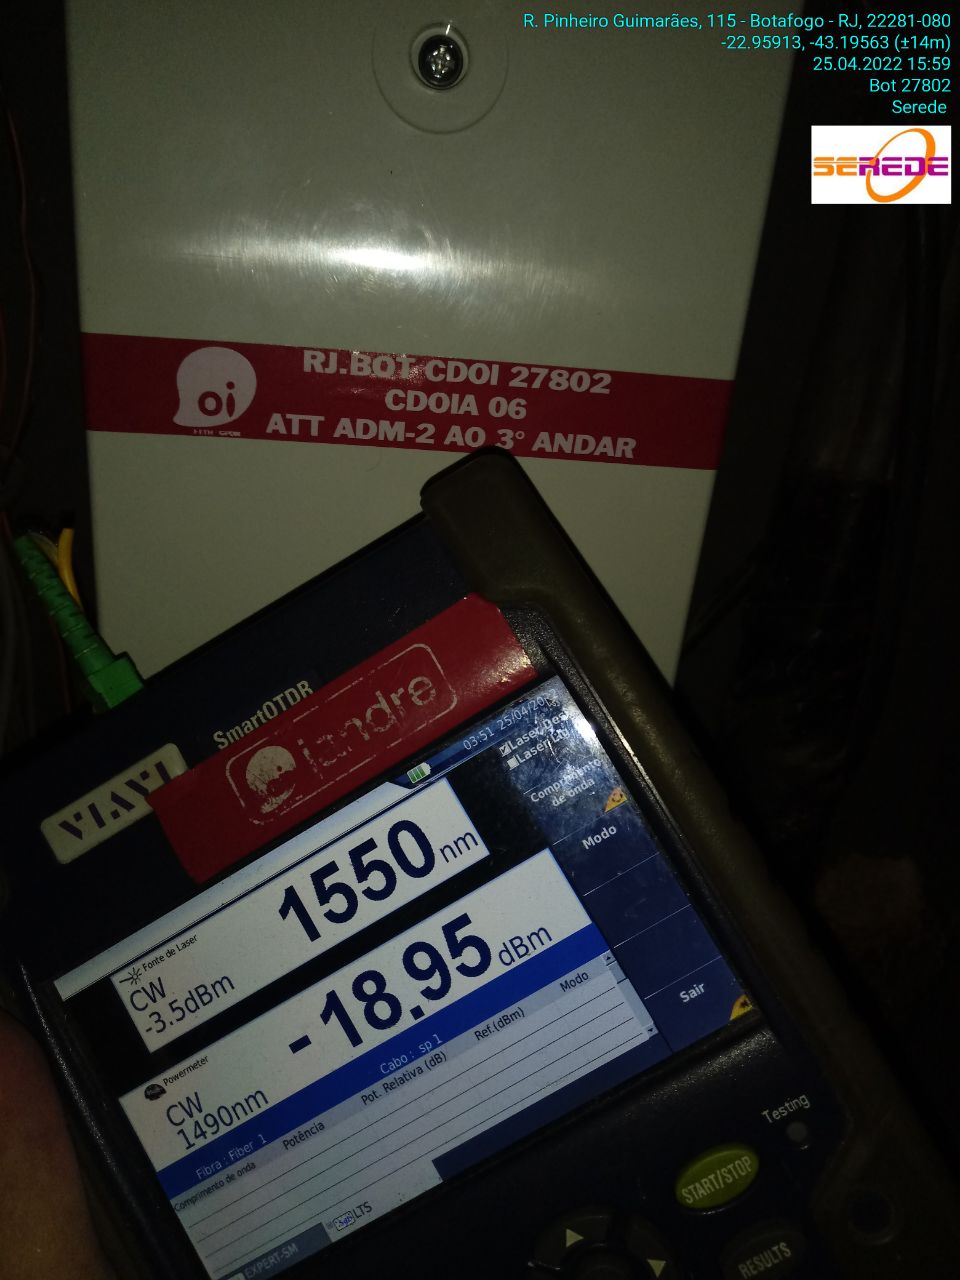 R. Pinheiro Guimarães, 115 - Botafogo - RJ, 22281-080
-22.95913, -43.19563 (±14m)
25.04.2022 15:59
Bot 27802
Serede
SEREDE
RJ.BOT CDOI 27802
oi
CDOIA 06
FTTH GPON
ATT ADM-2 AO 3° ANDAR
VIAVI
SmartOTDR
03:51 25/04/20
Laser
Laser
Comprimento
de onda
Modo
Sair
Fonte de Laser
1550 nm
CW
-3.5dBm
-18.95 dBm
Powermeter
CW
1490nm
Fibra : Fiber 1
Cabo : sp 1
Comprimento de onda
Potência
Pot. Relativa (dB)
Ref.(dBm)
Modo
EXPERT-SM
LTS
Testing
START/STOP
RESULTS